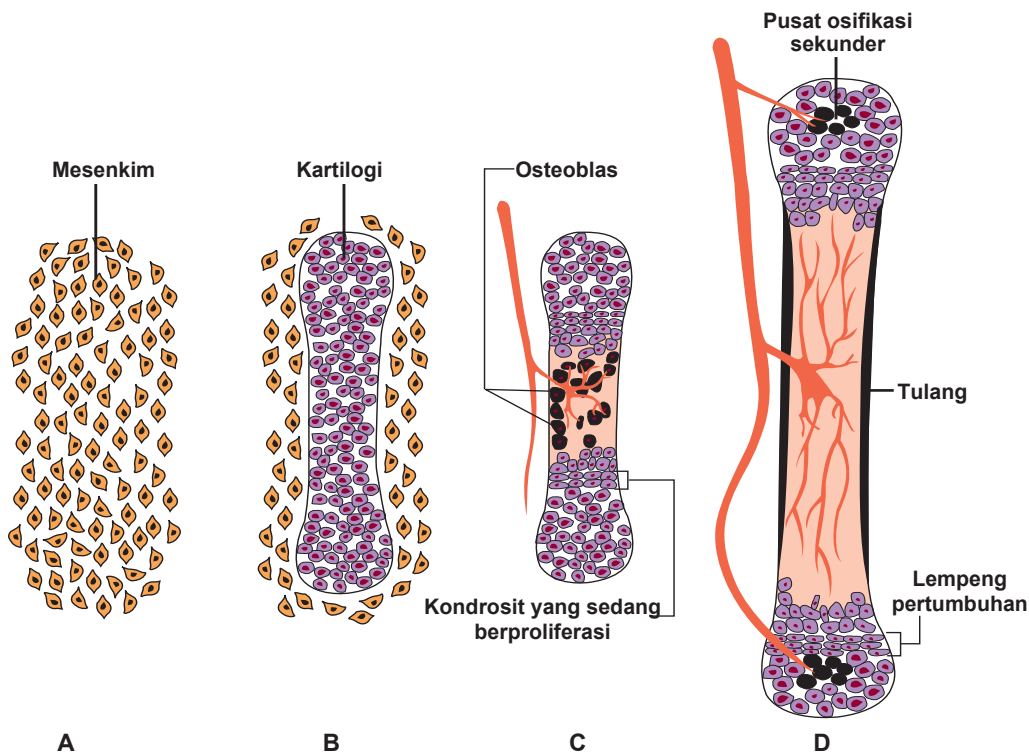 Pusat osifikasi
sekunder
Mesenkim
Kartilogi
Osteoblas
Tulang
Lempeng
pertumbuhan
Kondrosit yang sedang
berproliferasi
A
B
C
D